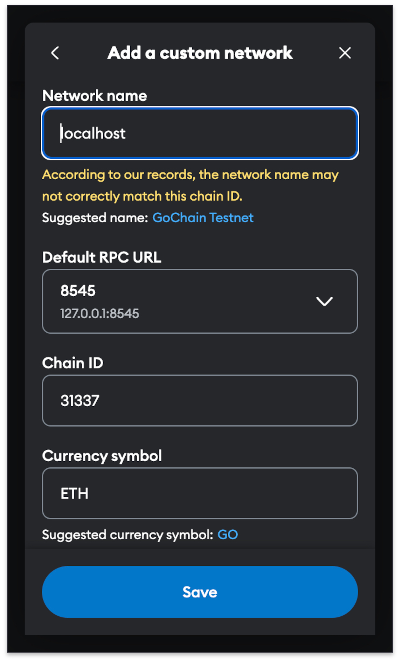 Add a custom network
Network name
localhost
According to our records, the network name may
not correctly match this chain ID.
Suggested name: GoChain Testnet
Default RPC URL
8545
127.0.0.1:8545
Chain ID
31337
Currency symbol
ETH
Suggested currency symbol: GO
Save